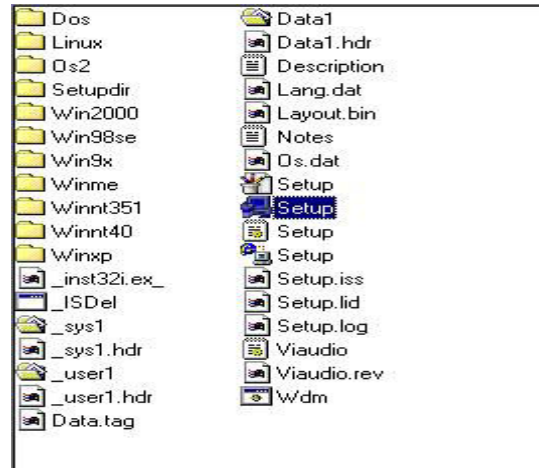 Dos
Linux
Os2
Setupdir
Win2000
Win98se
Win9x
Winme
Winnt351
Winnt40
Winxp
_inst32i.ex_
_ISDel
_sys1
_sys1.hdr
_user1
_user1.hdr
Data.tag
Data1
Data1.hdr
Description
Lang.dat
Layout.bin
Notes
Os.dat
Setup
Setup
Setup
Setup
Setup.iss
Setup.lid
Setup.log
Viaudio
Viaudio.rev
Wdm